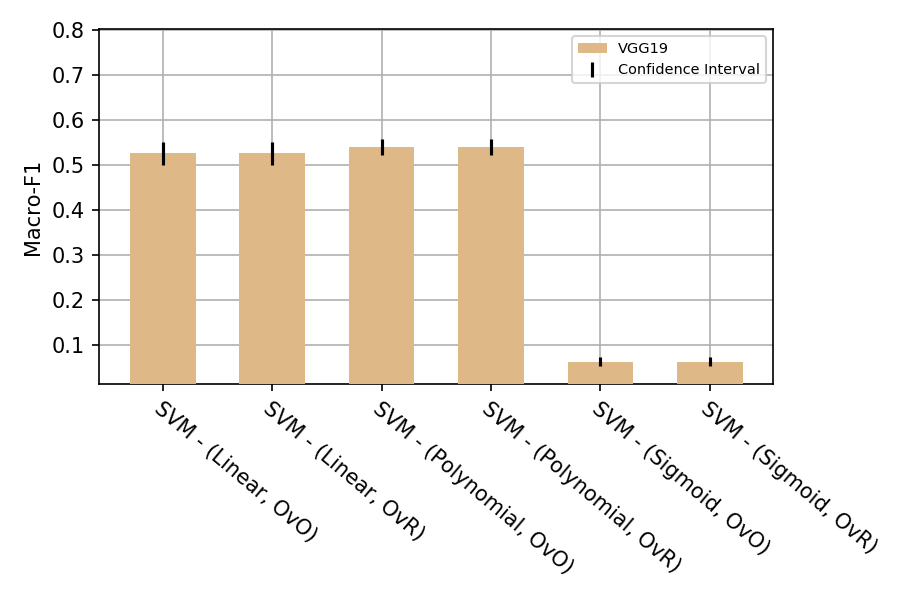 0.8
0.7
0.6
0.5
0.4
0.3
0.2
0.1
Macro-F1
VGG19
Confidence Interval
SVM - (Linear, OvO)
SVM - (Linear, OvR)
SVM - (Polynomial, OvO)
SVM - (Polynomial, OvR)
SVM - (Sigmoid, OvO)
SVM - (Sigmoid, OvR)